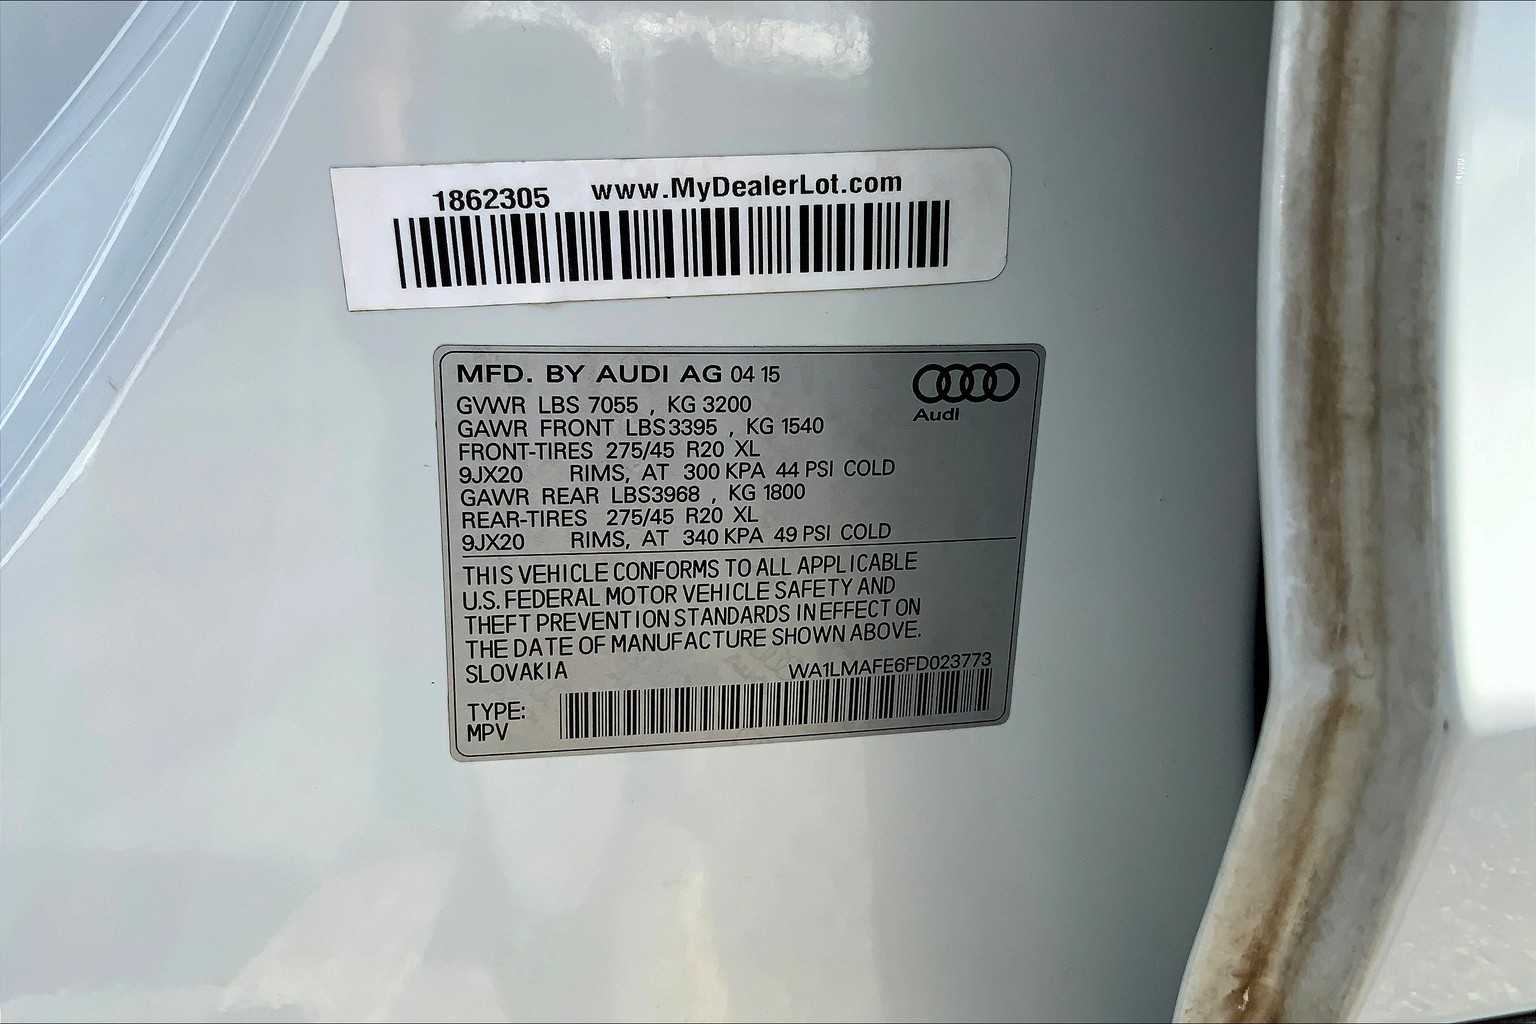 1862305 www.MyDealerLot.com
MFD. BY AUDI AG 04 15
Audi
GVWR LBS 7055 , KG 3200
GAWR FRONT LBS3395 , KG 1540
FRONT-TIRES 275/45 R20 XL
9JX20 RIMS, AT 300 KPA 44 PSI COLD
GAWR REAR LBS3968 , KG 1800
REAR-TIRES 275/45 R20 XL
9JX20 RIMS, AT 340 KPA 49 PSI COLD
THIS VEHICLE CONFORMS TO ALL APPLICABLE
U.S. FEDERAL MOTOR VEHICLE SAFETY AND
THEFT PREVENTION STANDARDS IN EFFECT ON
THE DATE OF MANUFACTURE SHOWN ABOVE.
SLOVAKIA WA1LMAFE6FD023773
TYPE:
MPV